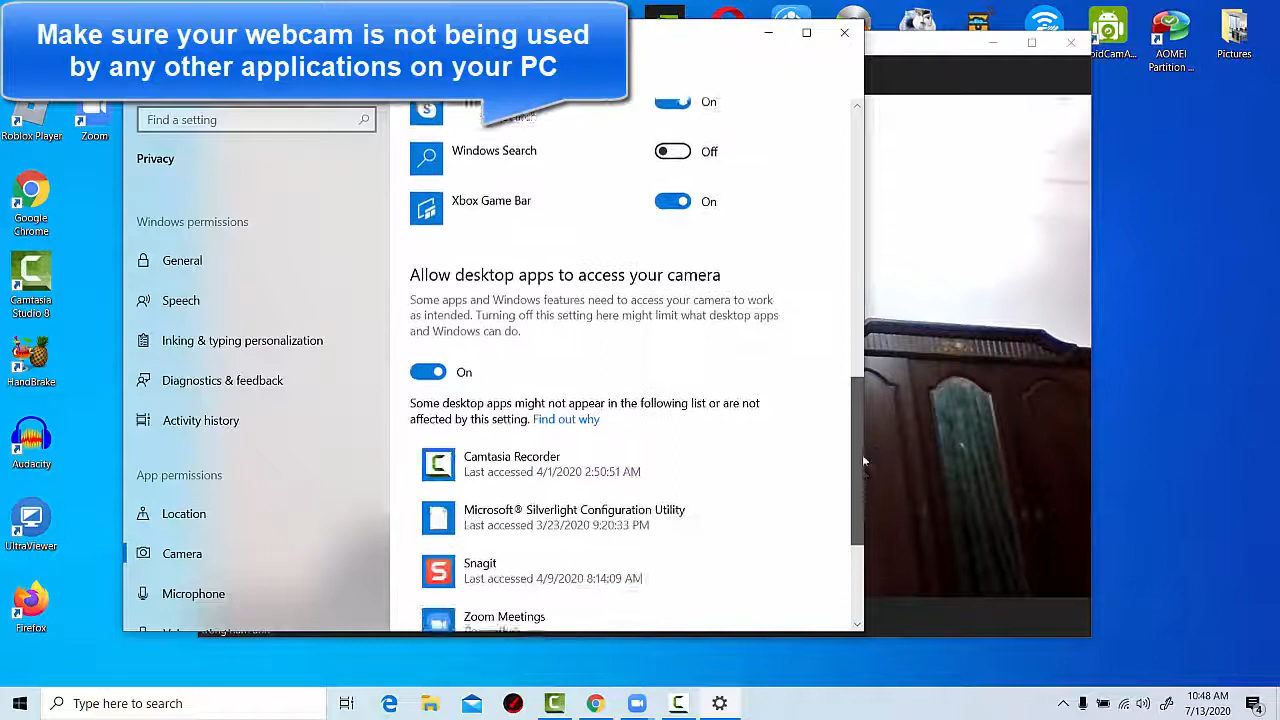 Make sure your webcam is not being used
by any other applications on your PC
Roblox Player
Zoom
Google
Chrome
Camtasia
Studio 8
HandBrake
Audacity
UltraViewer
Firefox
AOMEI
Partition ...
Pictures
Find a setting
Privacy
Windows permissions
General
Speech
Inking & typing personalization
Diagnostics & feedback
Activity history
App permissions
Location
Camera
Microphone
On
Windows Search
Off
Xbox Game Bar
On
Allow desktop apps to access your camera
Some apps and Windows features need to access your camera to work
as intended. Turning off this setting here might limit what desktop apps
and Windows can do.
On
Some desktop apps might not appear in the following list or are not
affected by this setting. Find out why
Camtasia Recorder
Last accessed 4/1/2020 2:50:51 AM
Microsoft® Silverlight Configuration Utility
Last accessed 3/23/2020 9:20:33 PM
Snagit
Last accessed 4/9/2020 8:14:09 AM
Zoom Meetings
Type here to search
10:48 AM
7/13/2020
4